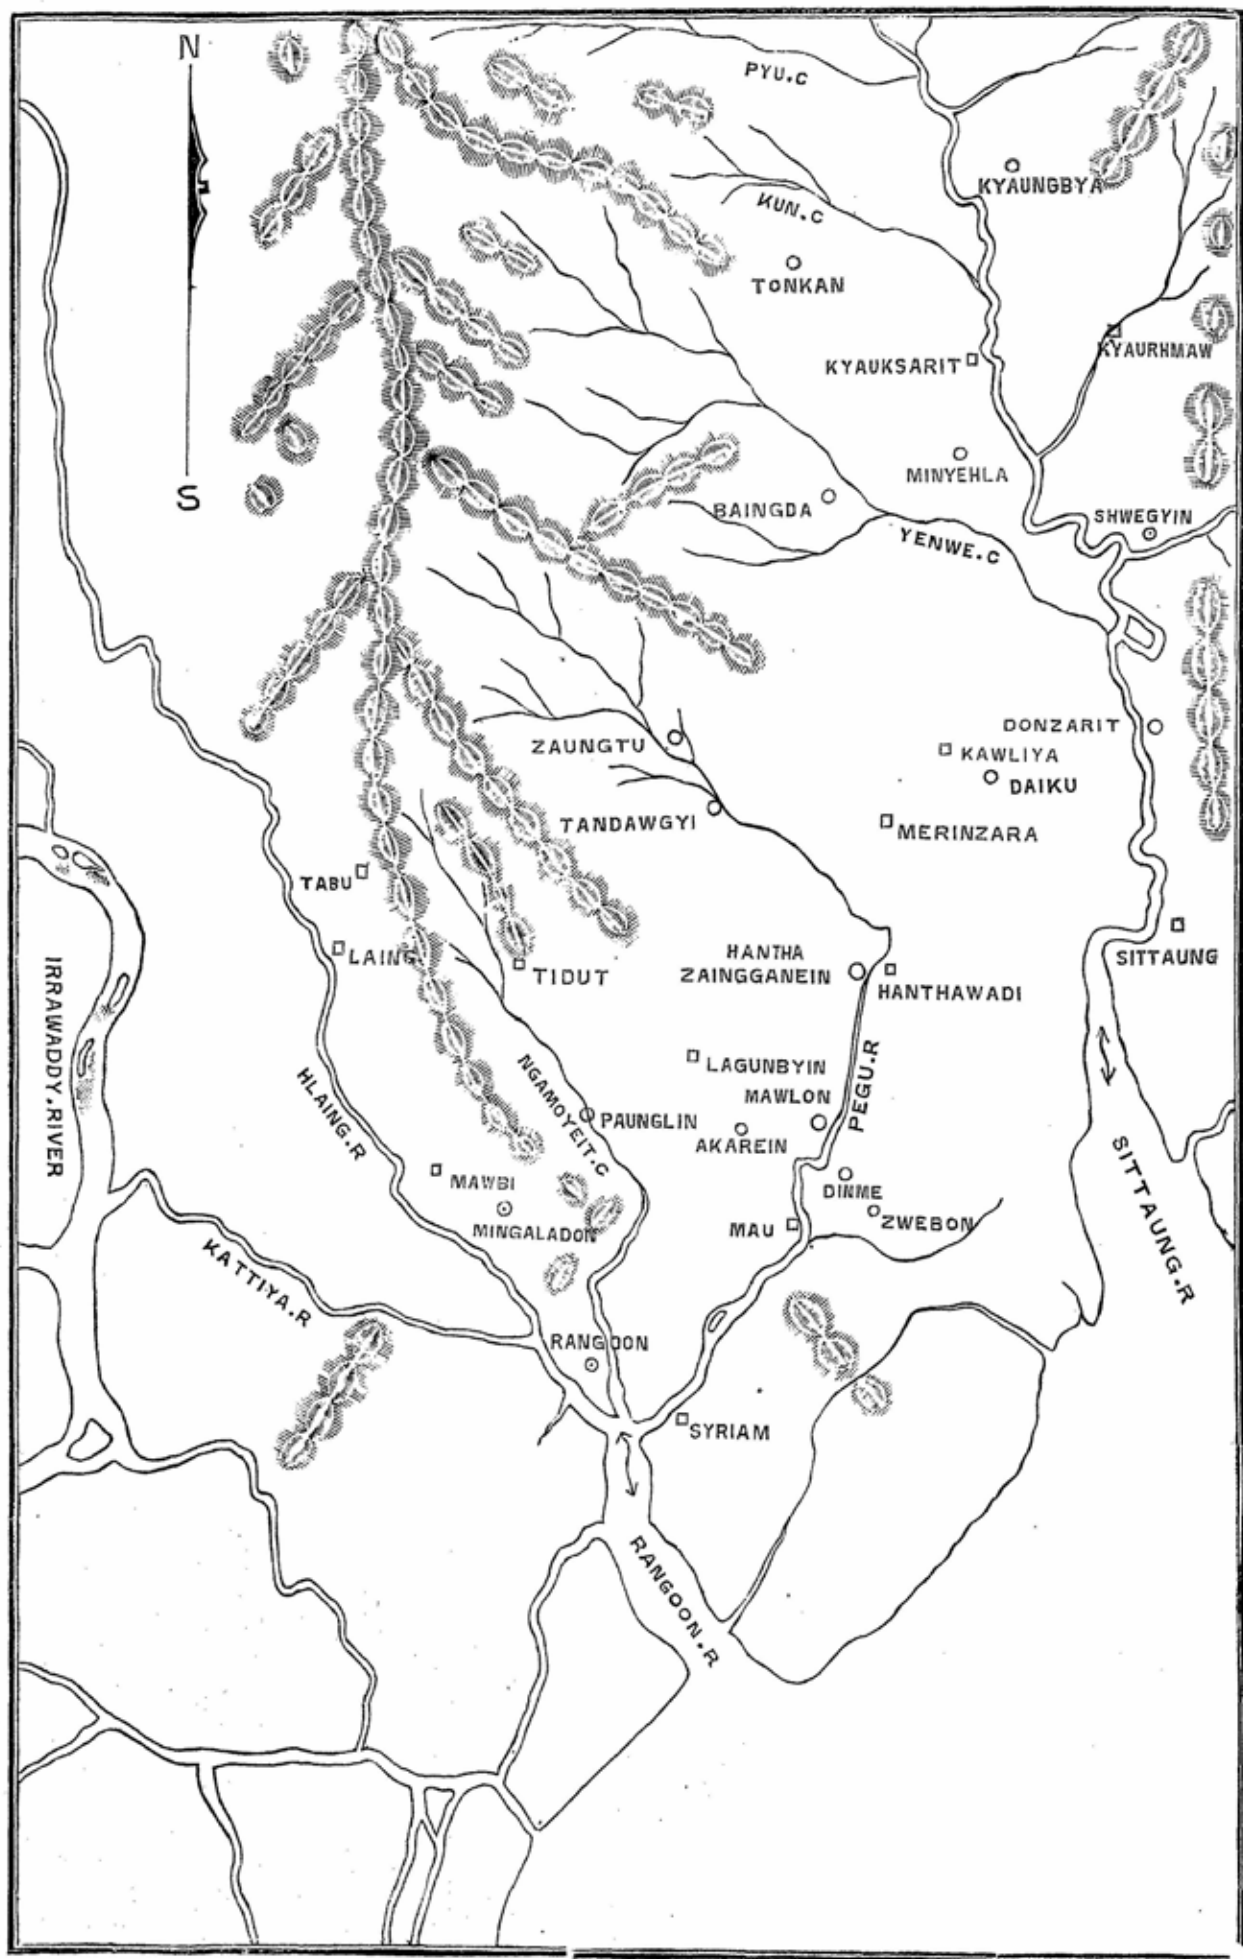 N
PYU.C
KYAUNGBYA
KUN.C
TONKAN
KYAURHMAW
KYAUKSARIT
MINYEHLA
S
BAINGDA
SHWEGYIN
YENWE.C
DONZARIT
ZAUNGTU
KAWLIYA
DAIKU
TANDAWGYI
MERINZARA
TABU
LAING
TIDUT
HANTHA
ZAINGGANEIN
HANTHAWADI
SITTAUNG
IRRAWADDY.RIVER
LAGUNBYIN
HLAING.R
NGAMOYEIT.C
MAWLON
PEGU.R
PAUNGLIN
AKAREIN
MAWBI
DINME
MINGALADON
MAU
ZWEBON
SITTAUNG.R
KATTIYA.R
RANGOON
SYRIAM
RANGOON.R